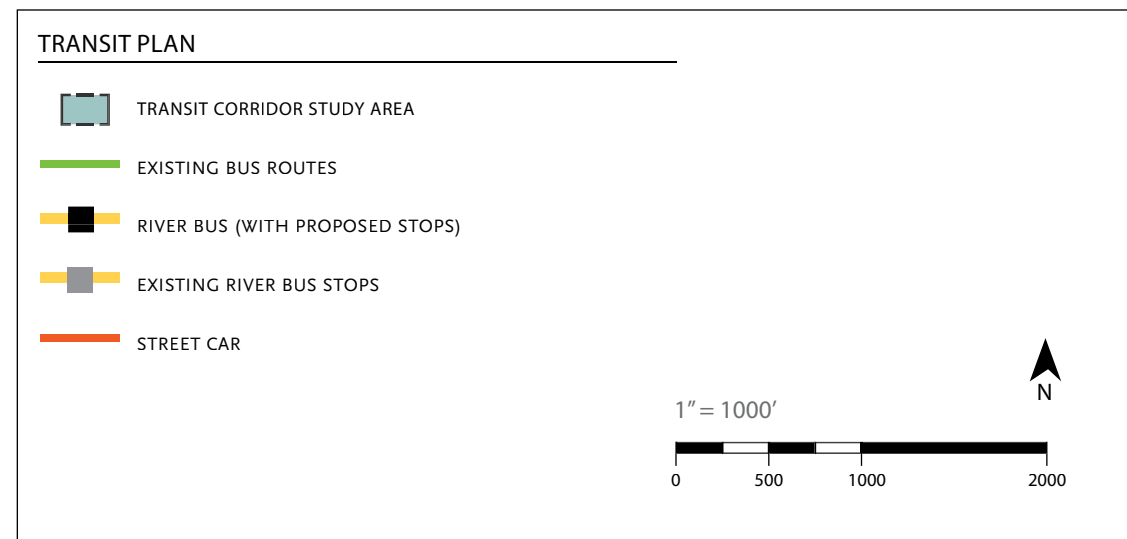 TRANSIT PLAN
TRANSIT CORRIDOR STUDY AREA
EXISTING BUS ROUTES
RIVER BUS (WITH PROPOSED STOPS)
EXISTING RIVER BUS STOPS
STREET CAR
N
1″ = 1000′
0 500 1000 2000